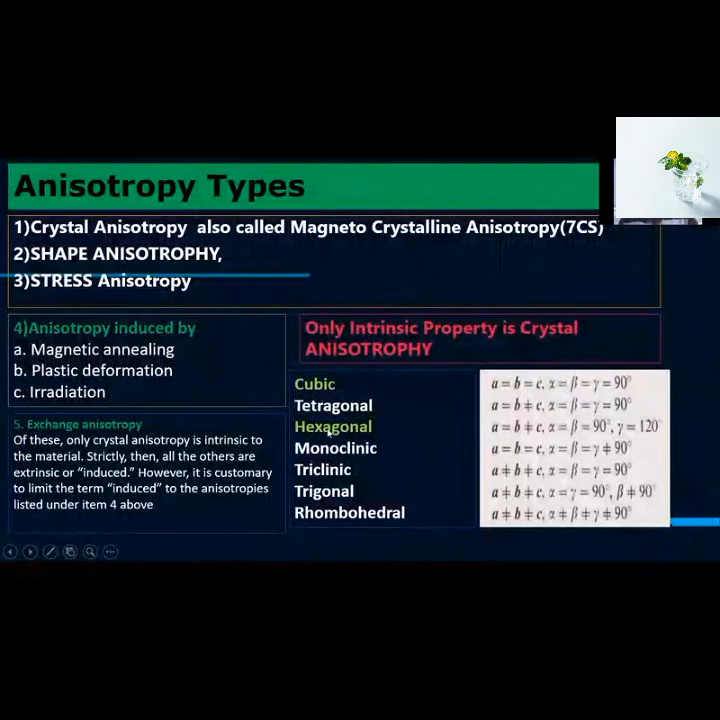 Anisotropy Types
1)Crystal Anisotropy also called Magneto Crystalline Anisotropy(7CS)
2)SHAPE ANISOTROPHY,
3)STRESS Anisotropy
4)Anisotropy induced by
a. Magnetic annealing
b. Plastic deformation
c. Irradiation
5. Exchange anisotropy
Of these, only crystal anisotropy is intrinsic to
the material. Strictly, then, all the others are
extrinsic or “induced.” However, it is customary
to limit the term “induced” to the anisotropies
listed under item 4 above
Only Intrinsic Property is Crystal
ANISOTROPHY
Cubic
Tetragonal
Hexagonal
Monoclinic
Triclinic
Trigonal
Rhombohedral
a = b = c, α = β = γ = 90°
a = b ≠ c, α = β = γ = 90°
a = b ≠ c, α = β = 90°, γ = 120°
a = b = c, α = β = γ ≠ 90°
a ≠ b ≠ c, α = β = γ = 90°
a ≠ b ≠ c, α = γ = 90°, β ≠ 90°
a ≠ b ≠ c, α ≠ β ≠ γ ≠ 90°